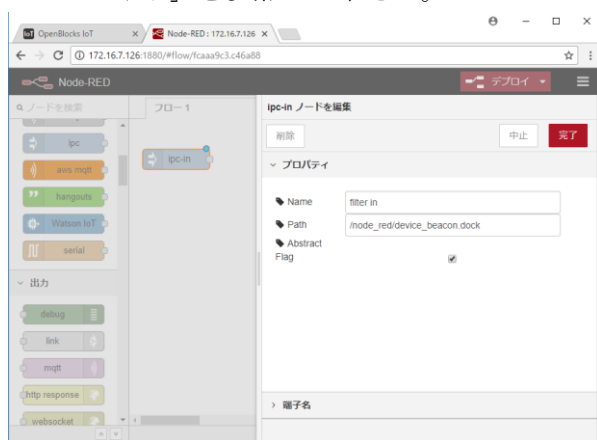 OpenBlocks IoT
Node-RED : 172.16.7.126
172.16.7.126:1880/#flow/fcaaa9c3.c46a88
Node-RED
デプロイ
ノードを検索
フロー 1
ipc-in ノードを編集
削除
中止
完了
ipc
ipc-in
プロパティ
aws mqtt
hangouts
Name
filter in
Watson IoT
Path
/node_red/device_beacon.dock
serial
Abstract
Flag
出力
debug
link
mqtt
http response
端子名
websocket